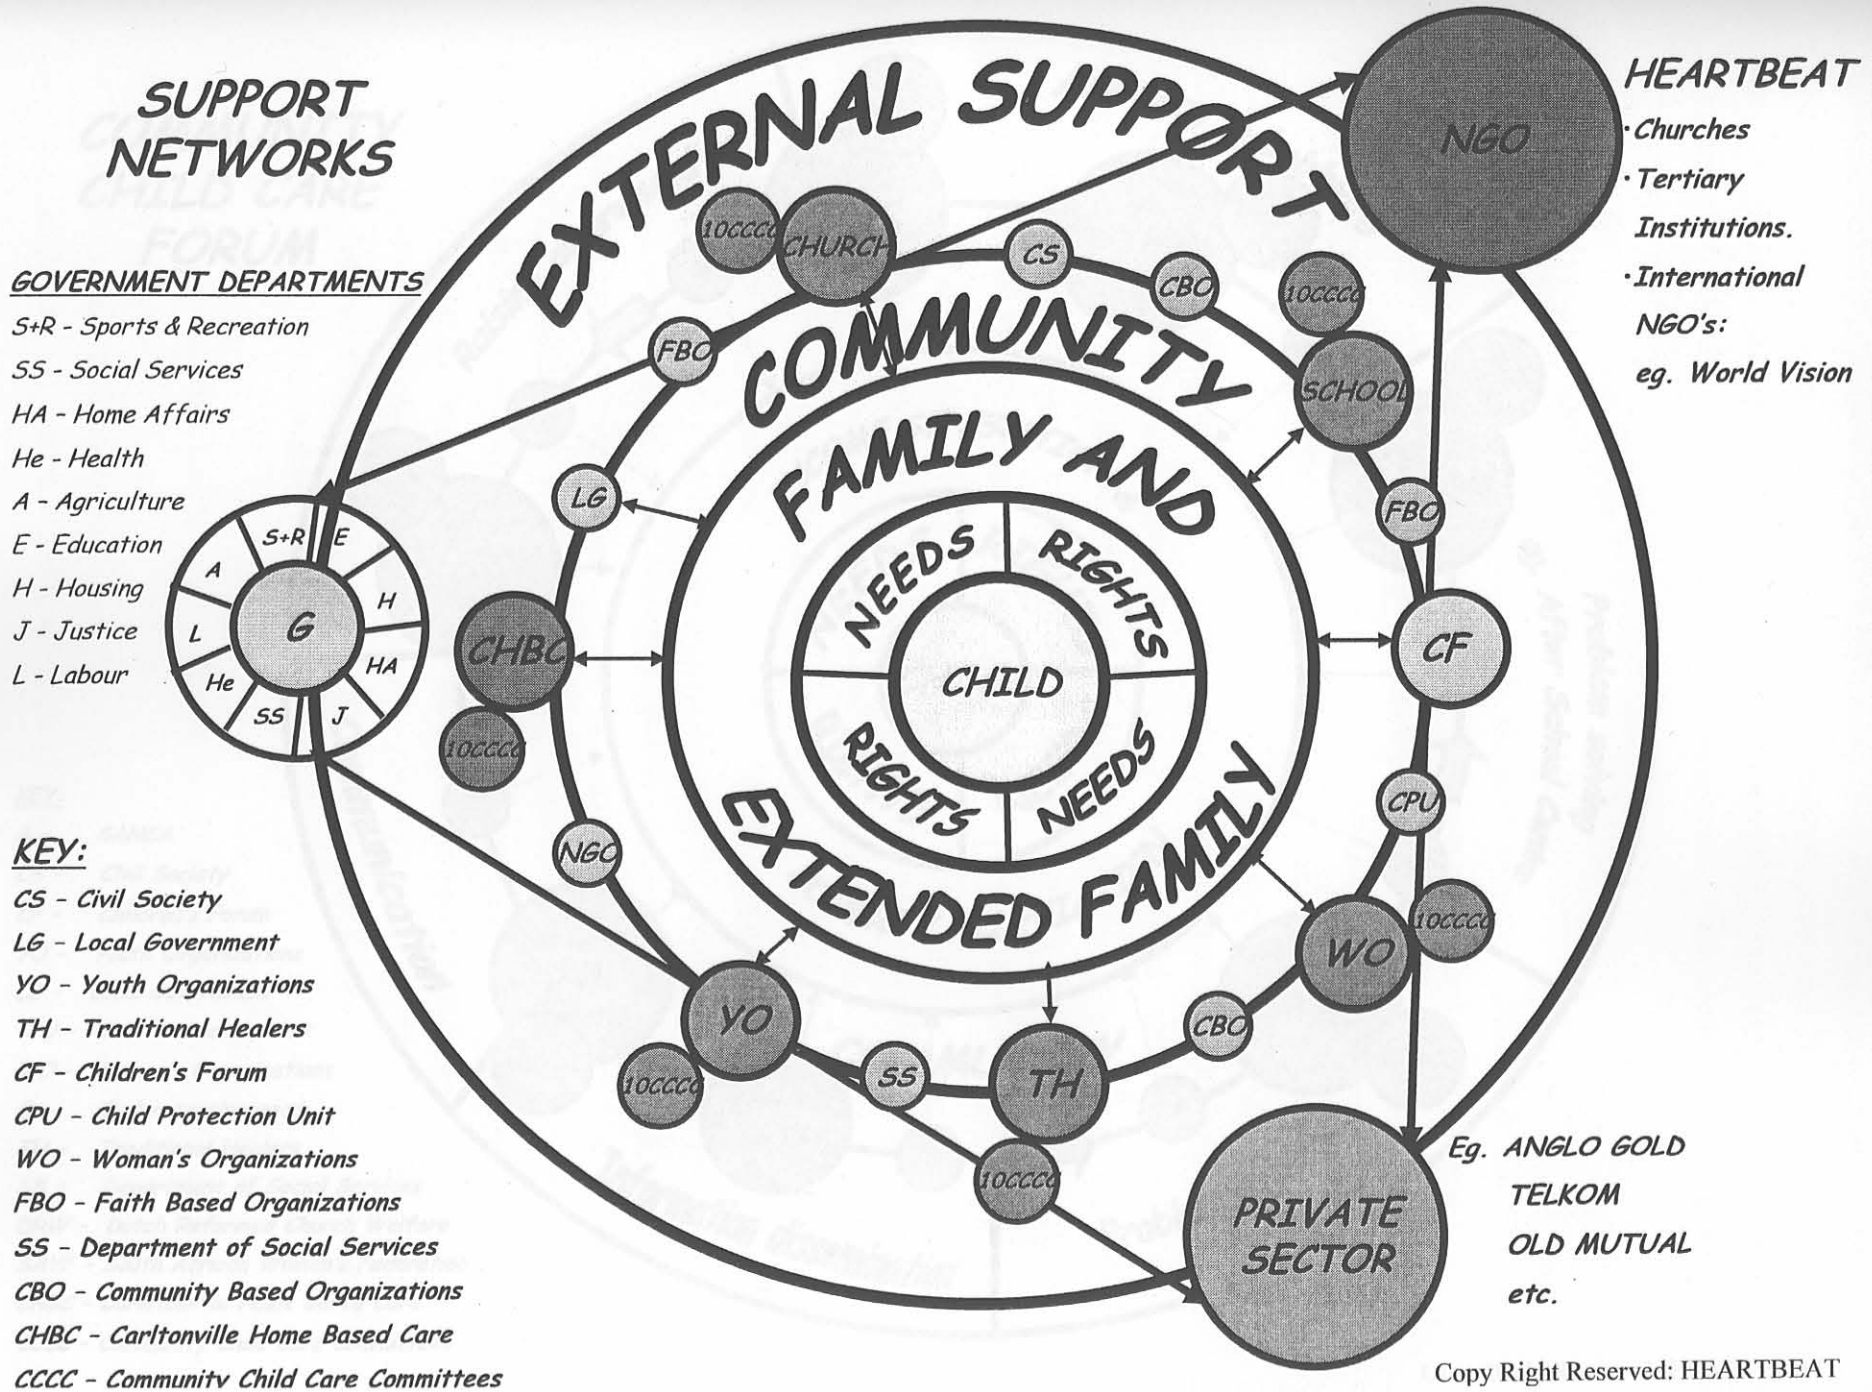 SUPPORT
NETWORKS
GOVERNMENT DEPARTMENTS
S+R - Sports & Recreation
SS - Social Services
HA - Home Affairs
He - Health
A - Agriculture
E - Education
H - Housing
J - Justice
L - Labour
KEY:
CS - Civil Society
LG - Local Government
YO - Youth Organizations
TH - Traditional Healers
CF - Children's Forum
CPU - Child Protection Unit
WO - Woman's Organizations
FBO - Faith Based Organizations
SS - Department of Social Services
CBO - Community Based Organizations
CHBC - Carltonville Home Based Care
CCCC - Community Child Care Committees
EXTERNAL SUPPORT
COMMUNITY
FAMILY AND
EXTENDED FAMILY
NEEDS
RIGHTS
RIGHTS
NEEDS
CHILD
G
S+R
E
H
HA
J
SS
He
L
A
10CCCC
CHURCH
CS
CBO
10CCCC
SCHOOL
FBO
CF
CPU
10CCCC
WO
CBO
TH
10CCCC
SS
YO
10CCCC
NGO
10CCCC
CHBC
LG
FBO
NGO
HEARTBEAT
·Churches
·Tertiary
Institutions.
·International
NGO's:
eg. World Vision
PRIVATE
SECTOR
Eg. ANGLO GOLD
TELKOM
OLD MUTUAL
etc.
Copy Right Reserved: HEARTBEAT